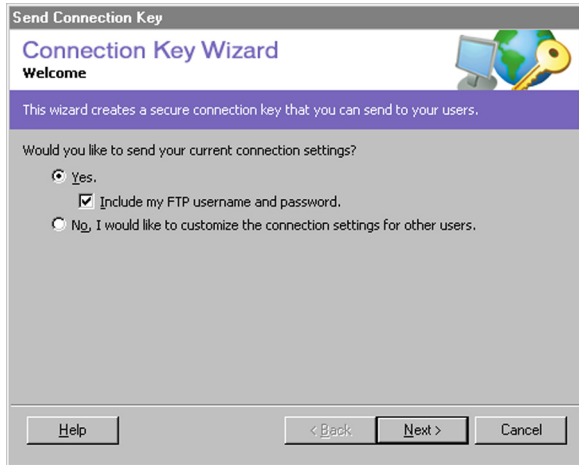 Send Connection Key
Connection Key Wizard
Welcome
This wizard creates a secure connection key that you can send to your users.
Would you like to send your current connection settings?
Yes.
Include my FTP username and password.
No, I would like to customize the connection settings for other users.
Help < Back Next > Cancel